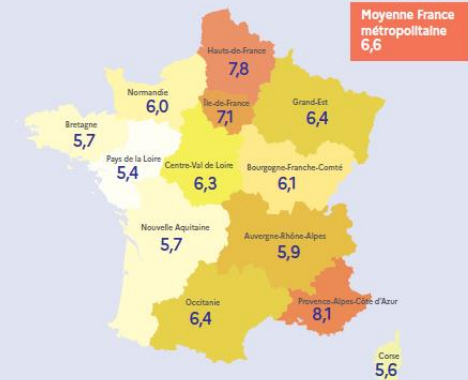 Moyenne France
métropolitaine
6,6
Hauts-de-France
7,8
Normandie
6,0
Île-de-France
7,1
Grand-Est
6,4
Bretagne
5,7
Pays de la Loire
5,4
Centre-Val de Loire
6,3
Bourgogne-Franche-Comté
6,1
Nouvelle Aquitaine
5,7
Auvergne-Rhône-Alpes
5,9
Occitanie
6,4
Provence-Alpes-Côte d'Azur
8,1
Corse
5,6